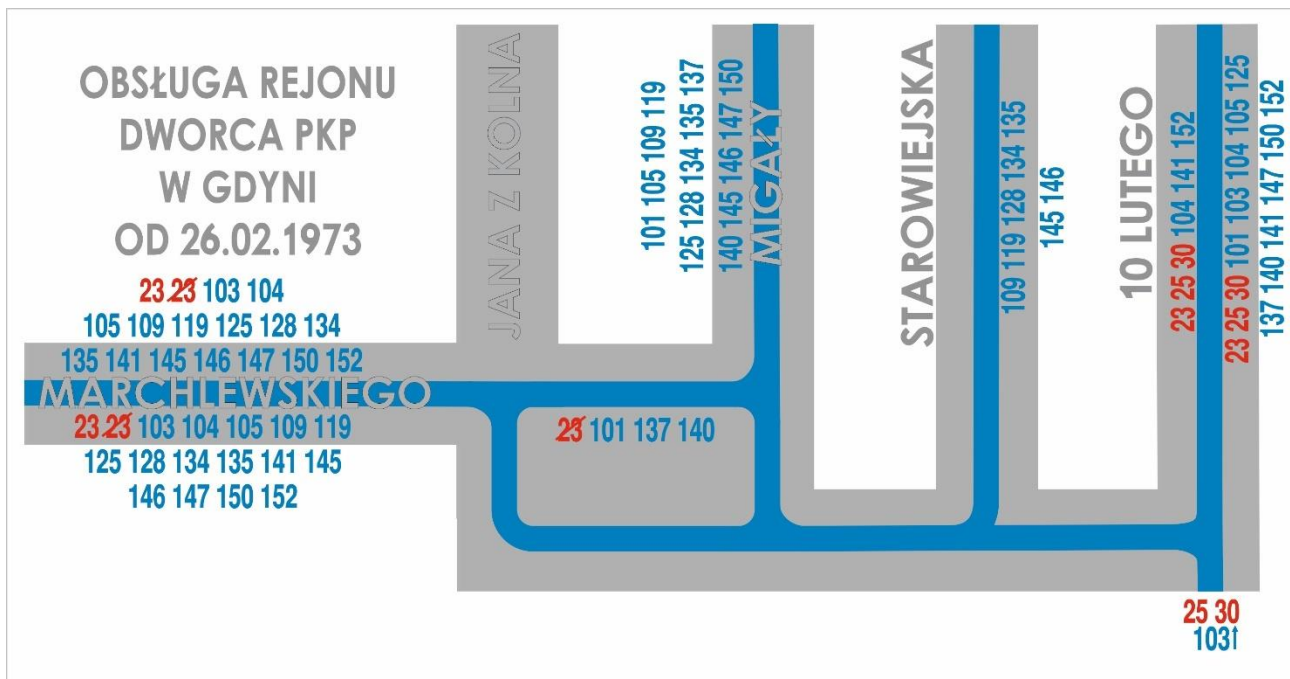 OBSŁUGA REJONU
DWORCA PKP
W GDYNI
OD 26.02.1973
23 23 103 104
105 109 119 125 128 134
135 141 145 146 147 150 152
MARCHLEWSKIEGO
23 23 103 104 105 109 119
125 128 134 135 141 145
146 147 150 152
JANA Z KOLNA
23 101 137 140
101 105 109 119
125 128 134 135 137
140 145 146 147 150
MIGAŁY
STAROWIEJSKA
109 119 128 134 135
145 146
10 LUTEGO
23 25 30 104 141 152
23 25 30 101 103 104 105 125
137 140 141 147 150 152
25 30
103↑